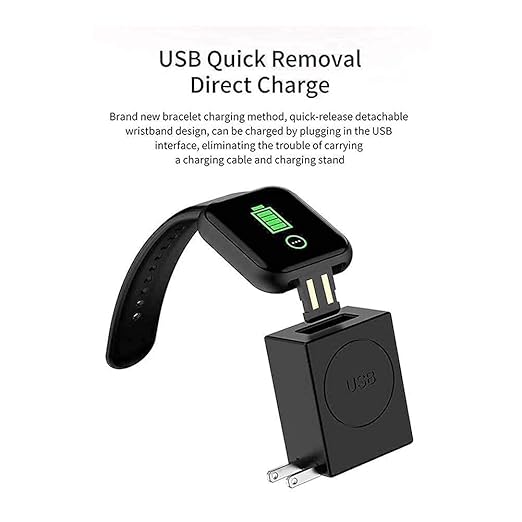 USB Quick Removal
Direct Charge
Brand new bracelet charging method, quick-release detachable
wristband design, can be charged by plugging in the USB
interface, eliminating the trouble of carrying
a charging cable and charging stand
USB